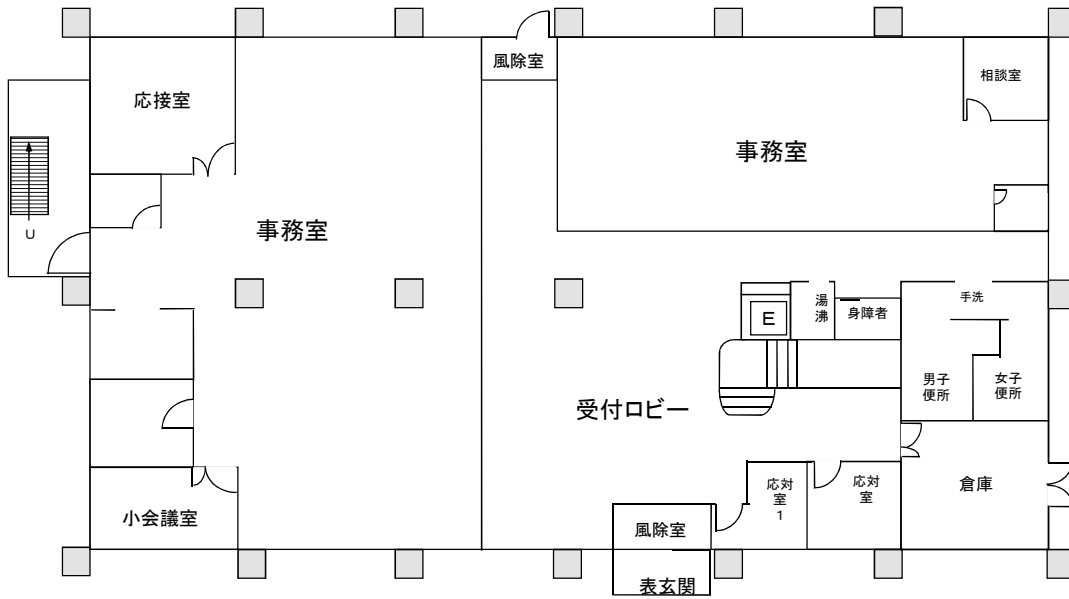 風除室
相談室
応接室
事務室
U
事務室
手洗
湯
沸
身障者
E
男子
便所
女子
便所
受付ロビー
応対
室
1
応対
室
倉庫
小会議室
風除室
表玄関